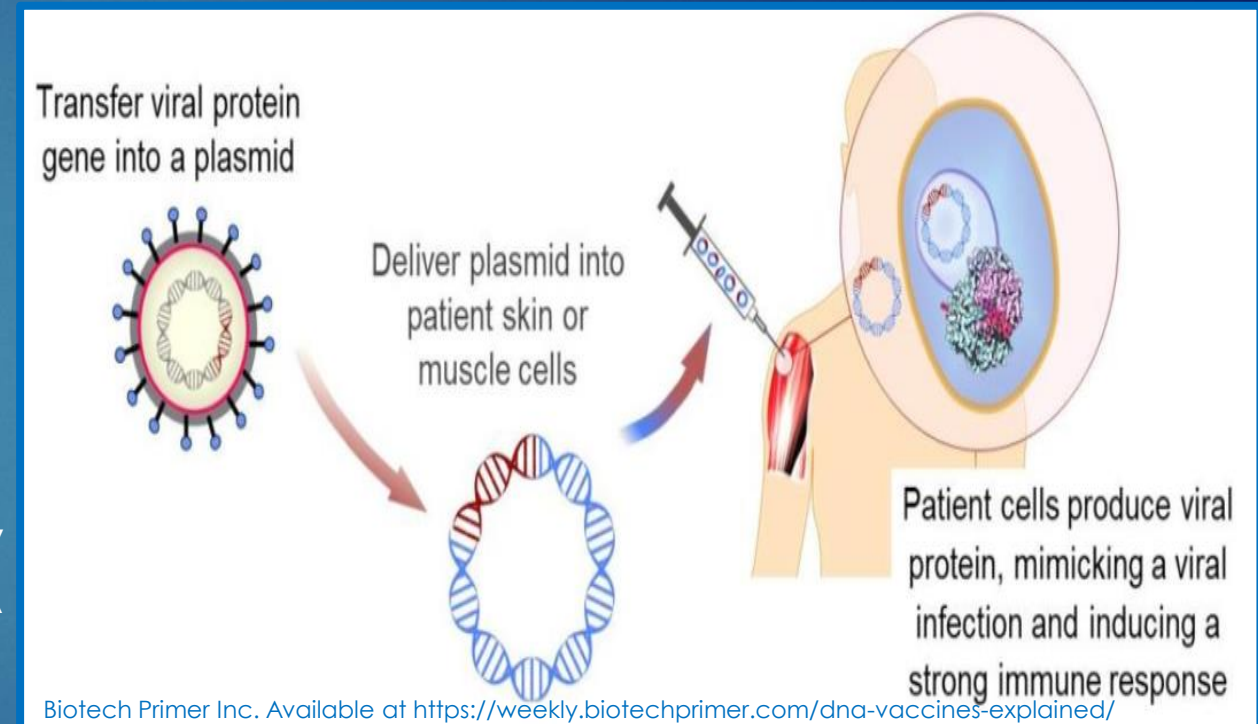 Transfer viral protein
gene into a plasmid
Deliver plasmid into
patient skin or
muscle cells
Patient cells produce viral
protein, mimicking a viral
infection and inducing a
strong immune response
Biotech Primer Inc. Available at https://weekly.biotechprimer.com/dna-vaccines-explained/